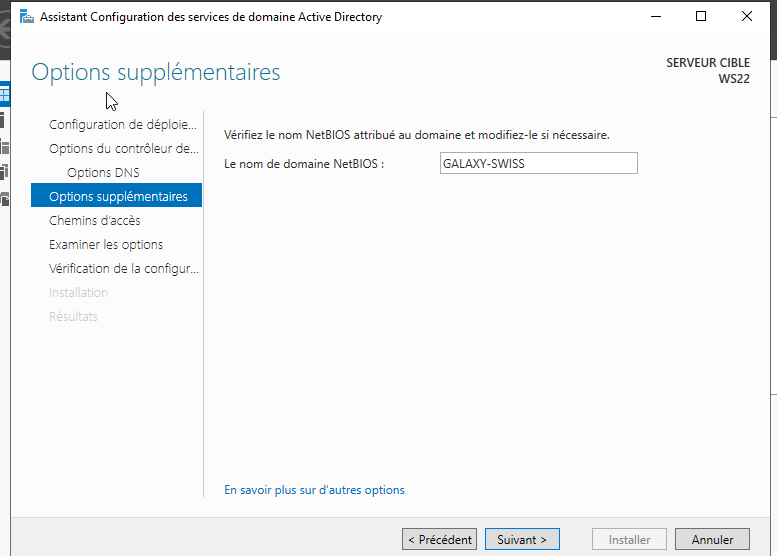 Assistant Configuration des services de domaine Active Directory
Options supplémentaires
SERVEUR CIBLE
WS22
Configuration de déploie...
Options du contrôleur de...
Options DNS
Options supplémentaires
Chemins d'accès
Examiner les options
Vérification de la configur...
Installation
Résultats
Vérifiez le nom NetBIOS attribué au domaine et modifiez-le si nécessaire.
Le nom de domaine NetBIOS : GALAXY-SWISS
En savoir plus sur d'autres options
< Précédent Suivant > Installer Annuler